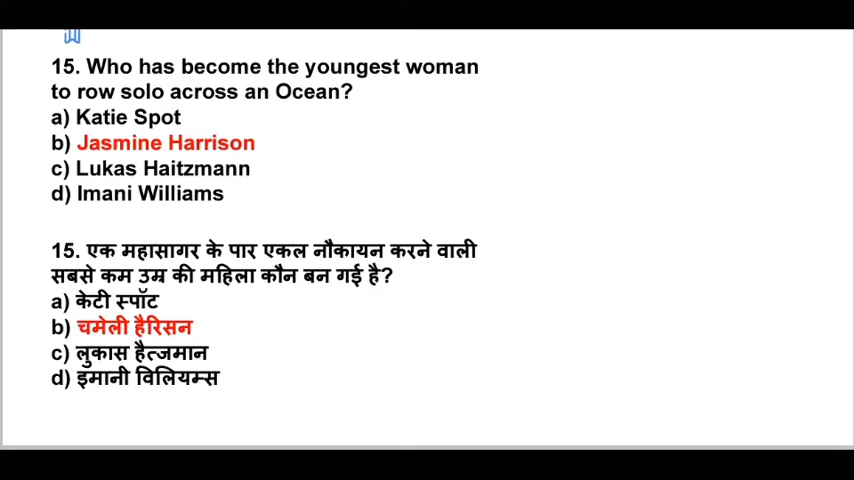 15. Who has become the youngest woman
to row solo across an Ocean?
a) Katie Spot
b) Jasmine Harrison
c) Lukas Haitzmann
d) Imani Williams
15. एक महासागर के पार एकल नौकायन करने वाली
सबसे कम उम्र की महिला कौन बन गई है?
a) केटी स्पॉट
b) चमेली हैरिसन
c) लुकास हैत्जमान
d) इमानी विलियम्स